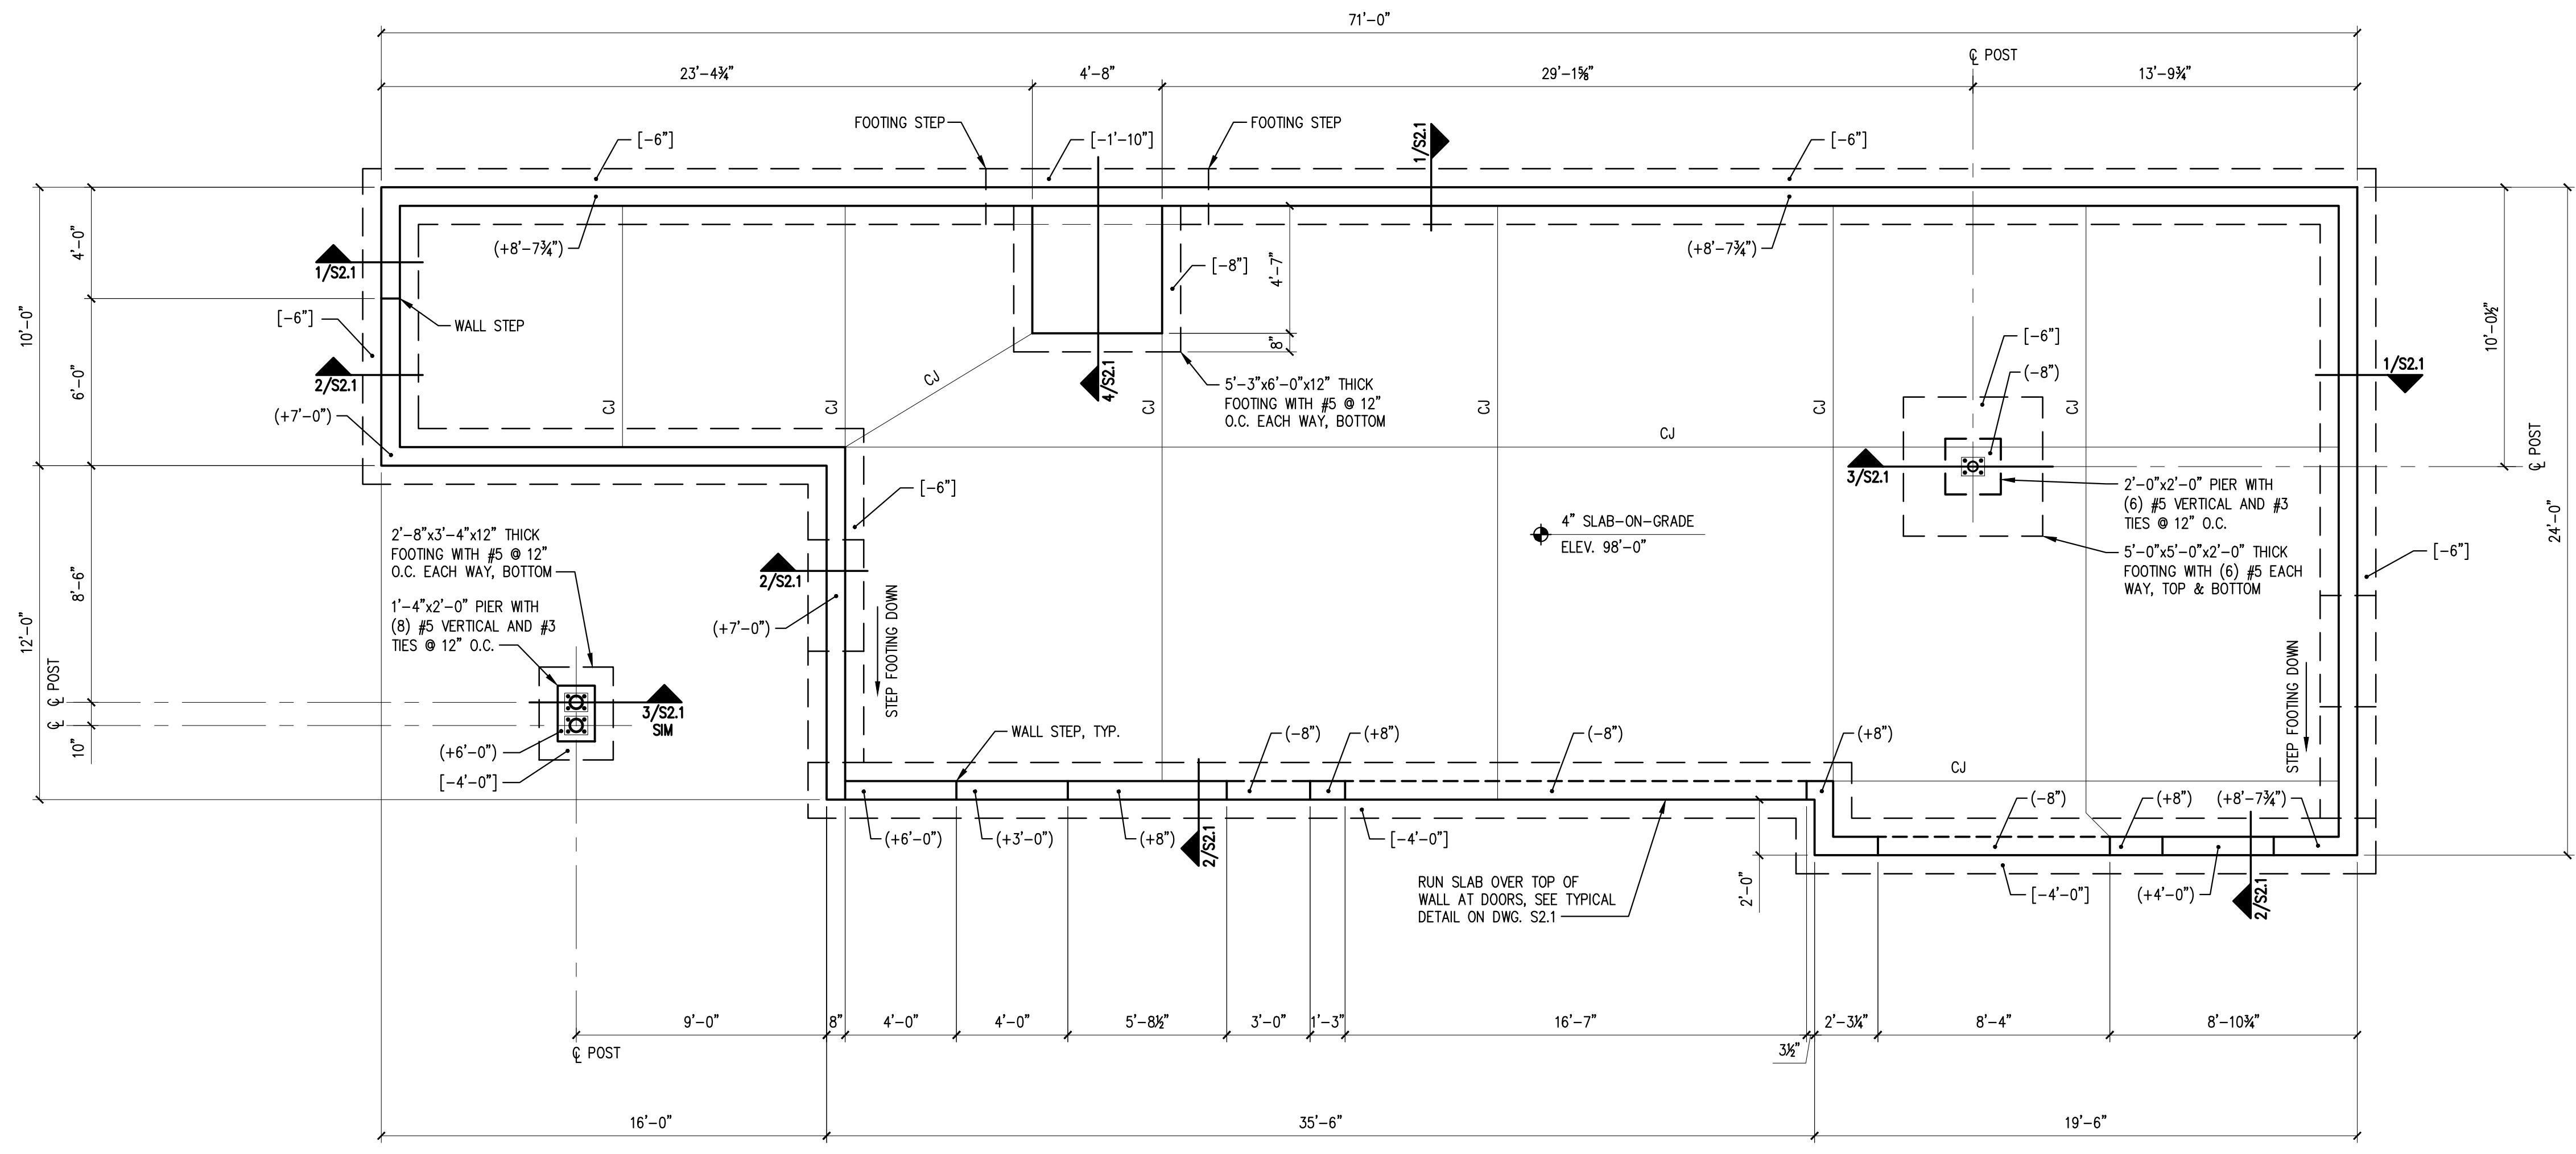 71'-0"
℄ POST
23'-4¾"
4'-8"
29'-1⅝"
13'-9¾"
FOOTING STEP
[-6"]
[-1'-10"]
FOOTING STEP
1/S2.1
[-6"]
(+8'-7¾")
(+8'-7¾")
4'-0"
10'-0"
6'-0"
1/S2.1
[-6"]
WALL STEP
2/S2.1
(+7'-0")
[-8"]
4'-7"
8"
4/S2.1
5'-3"x6'-0"x12" THICK
FOOTING WITH #5 @ 12"
O.C. EACH WAY, BOTTOM
CJ
CJ
CJ
CJ
CJ
CJ
CJ
CJ
[-6"]
(-8")
3/S2.1
1/S2.1
10'-0½"
℄ POST
24'-0"
2'-0"x2'-0" PIER WITH
(6) #5 VERTICAL AND #3
TIES @ 12" O.C.
5'-0"x5'-0"x2'-0" THICK
FOOTING WITH (6) #5 EACH
WAY, TOP & BOTTOM
[-6"]
[-6"]
4" SLAB-ON-GRADE
ELEV. 98'-0"
2'-8"x3'-4"x12" THICK
FOOTING WITH #5 @ 12"
O.C. EACH WAY, BOTTOM
1'-4"x2'-0" PIER WITH
(8) #5 VERTICAL AND #3
TIES @ 12" O.C.
8'-6"
12'-0"
10"
℄ POST
℄
2/S2.1
(+7'-0")
STEP FOOTING DOWN
STEP FOOTING DOWN
3/S2.1
SIM
(+6'-0")
[-4'-0"]
WALL STEP, TYP.
(-8")
(+8")
(-8")
(+8")
CJ
(-8")
(+8")
(+8'-7¾")
(+6'-0")
(+3'-0")
(+8")
2/S2.1
[-4'-0"]
RUN SLAB OVER TOP OF
WALL AT DOORS, SEE TYPICAL
DETAIL ON DWG. S2.1
2'-0"
[-4'-0"]
(+4'-0")
2/S2.1
9'-0"
8"
4'-0"
4'-0"
5'-8½"
3'-0"
1'-3"
16'-7"
3½"
2'-3¼"
8'-4"
8'-10¾"
℄ POST
16'-0"
35'-6"
19'-6"